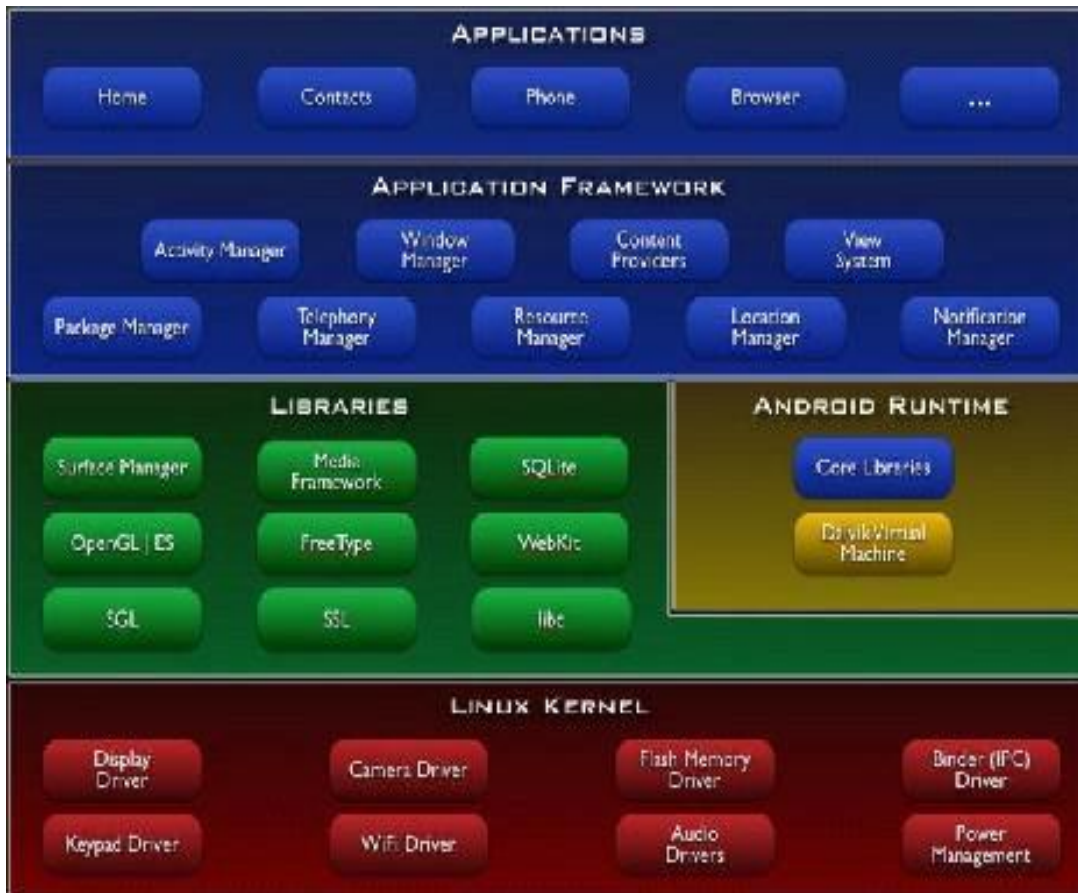 APPLICATIONS
Home
Contacts
Phone
Browser
...
APPLICATION FRAMEWORK
Activity Manager
Window
Manager
Content
Providers
View
System
Package Manager
Telephony
Manager
Resource
Manager
Location
Manager
Notification
Manager
LIBRARIES
Surface Manager
Media
Framework
SQLite
OpenGL | ES
FreeType
WebKit
SGL
SSL
libc
ANDROID RUNTIME
Core Libraries
Dalvik Virtual
Machine
LINUX KERNEL
Display
Driver
Camera Driver
Flash Memory
Driver
Binder (IPC)
Driver
Keypad Driver
WiFi Driver
Audio
Drivers
Power
Management